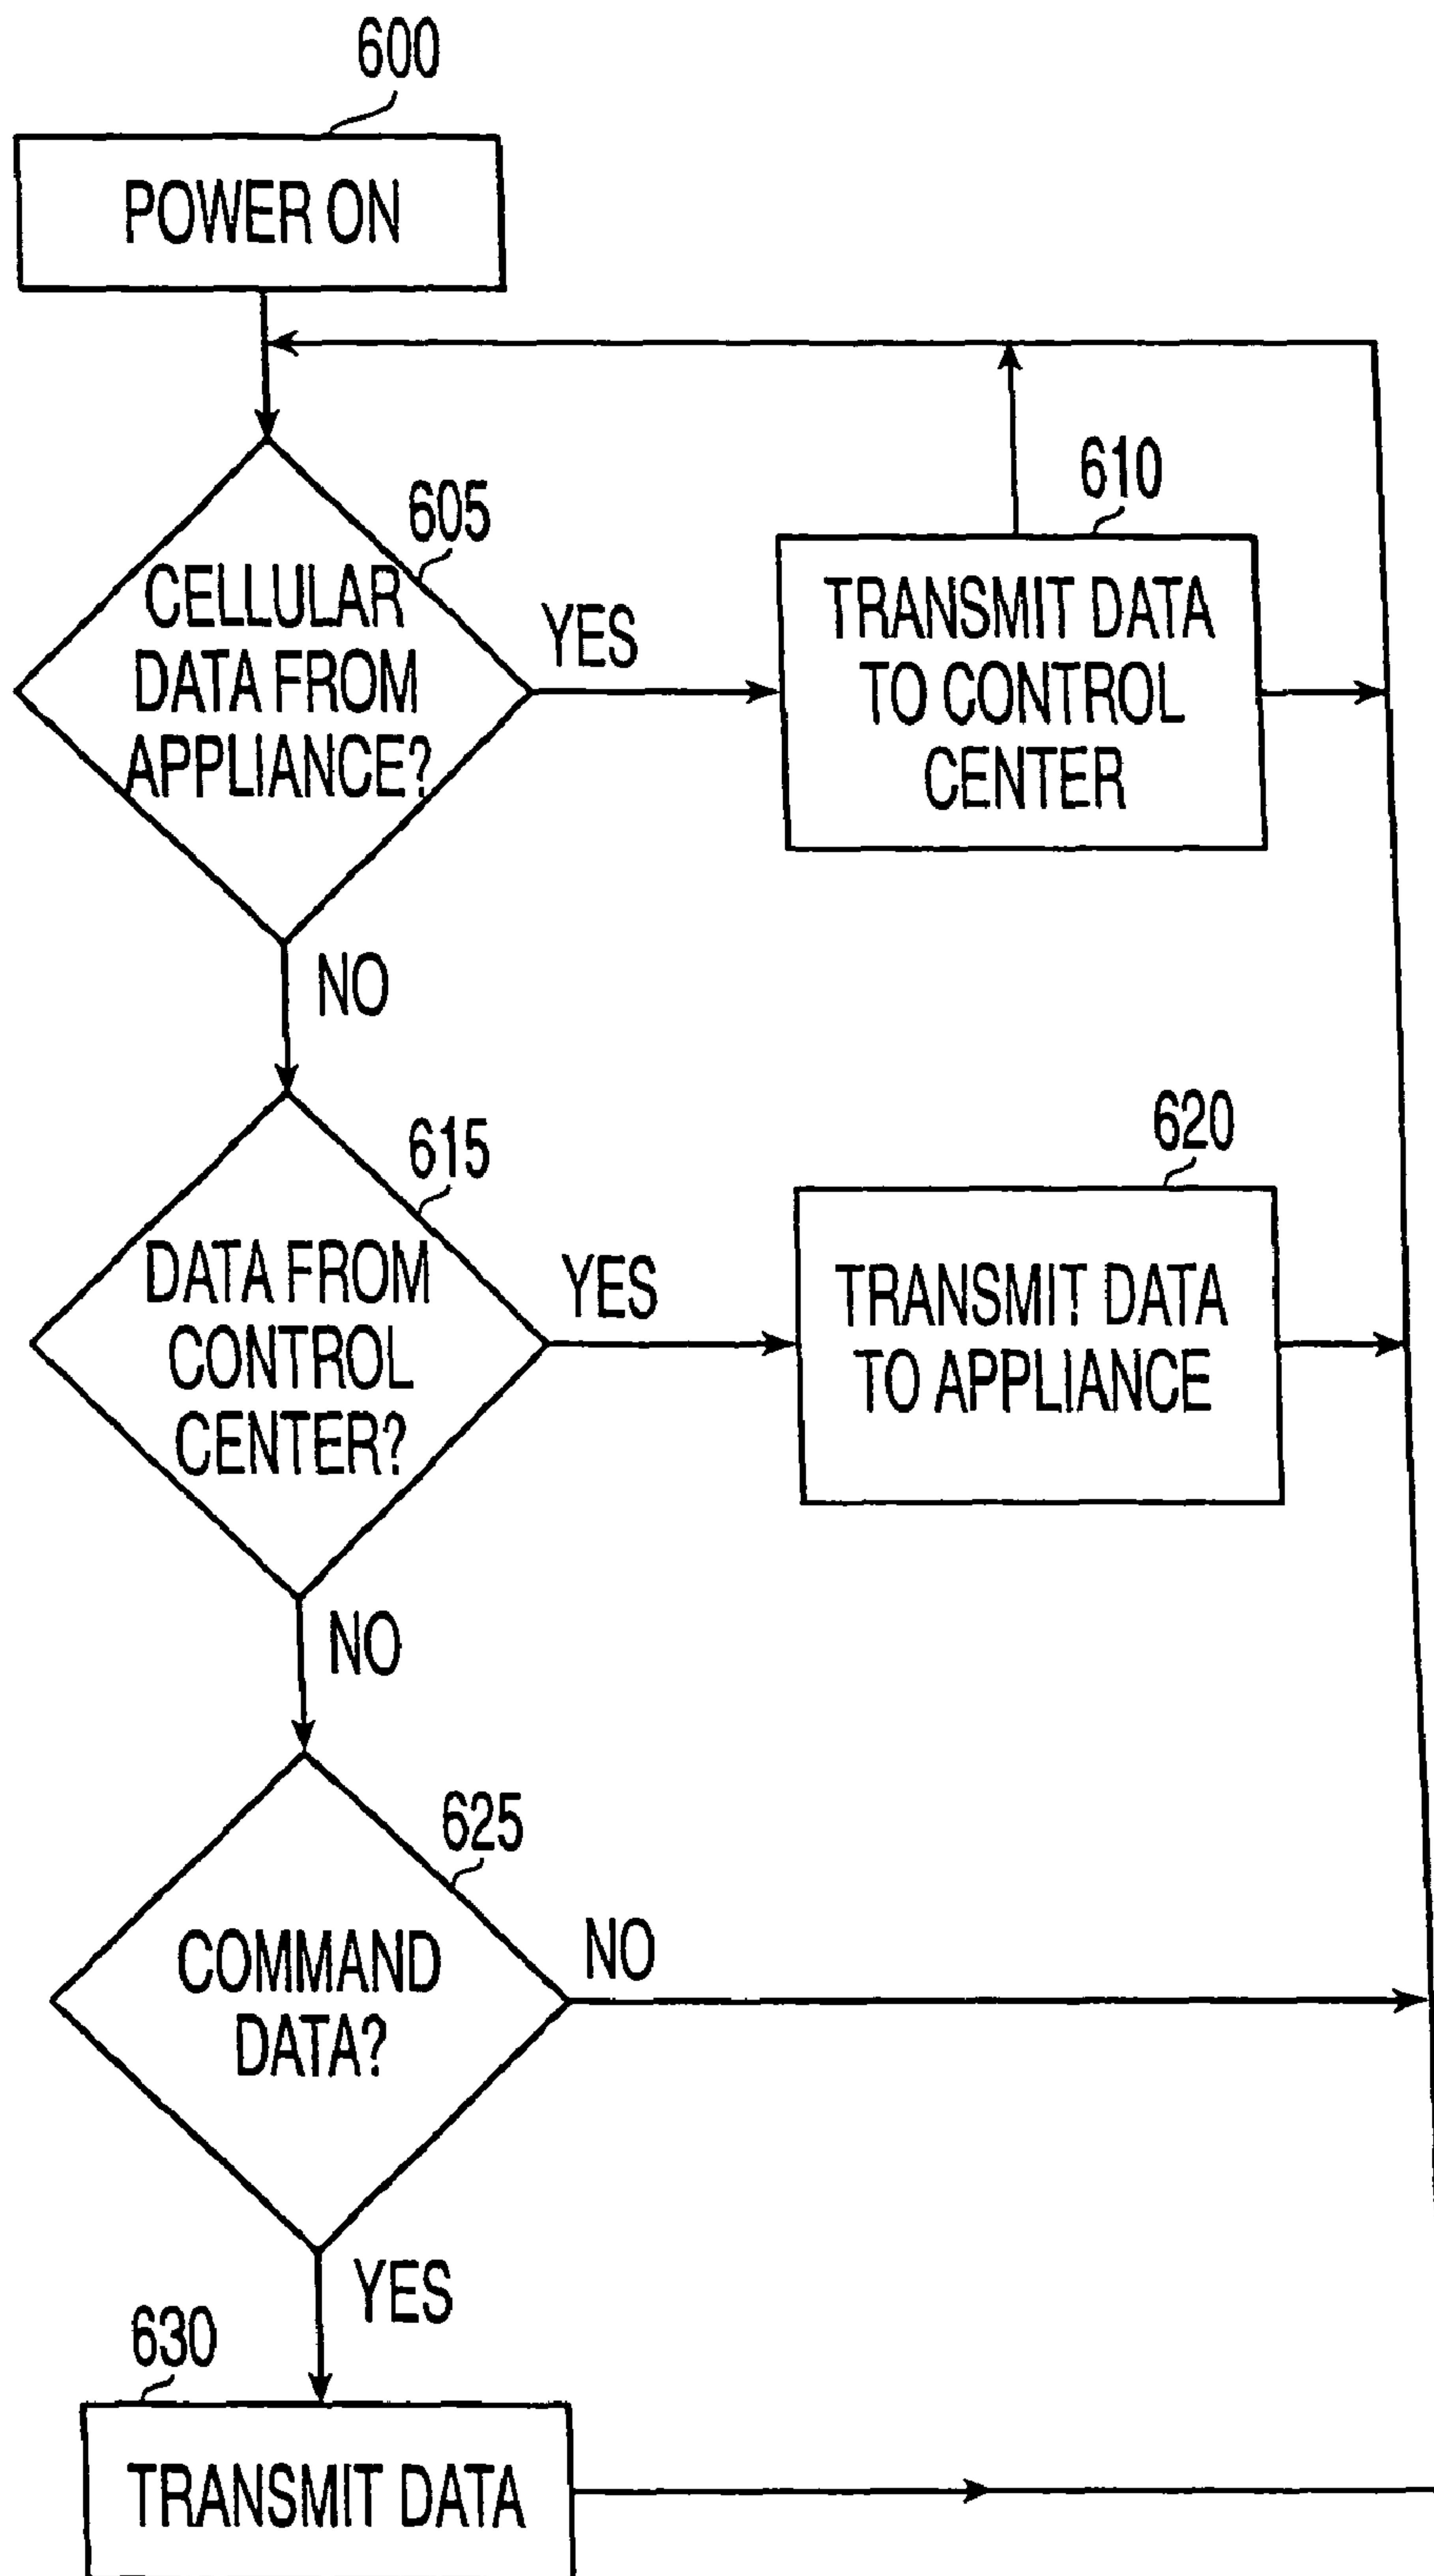 600
POWER ON
605
CELLULAR
DATA FROM
APPLIANCE?
YES
610
TRANSMIT DATA
TO CONTROL
CENTER
NO
615
DATA FROM
CONTROL
CENTER?
YES
620
TRANSMIT DATA
TO APPLIANCE
NO
625
COMMAND
DATA?
NO
YES
630
TRANSMIT DATA